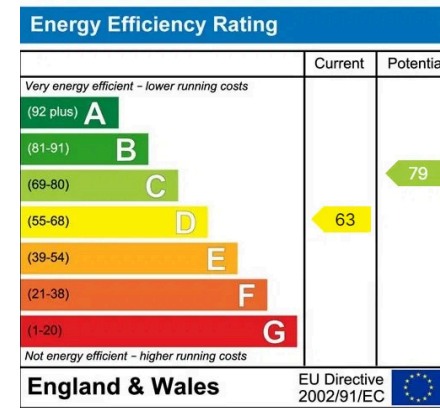 Energy Efficiency Rating
Current Potentia
Very energy efficient – lower running costs
(92 plus) A
(81-91) B
(69-80) C 79
(55-68) D 63
(39-54) E
(21-38) F
(1-20) G
Not energy efficient – higher running costs
England & Wales
EU Directive
2002/91/EC